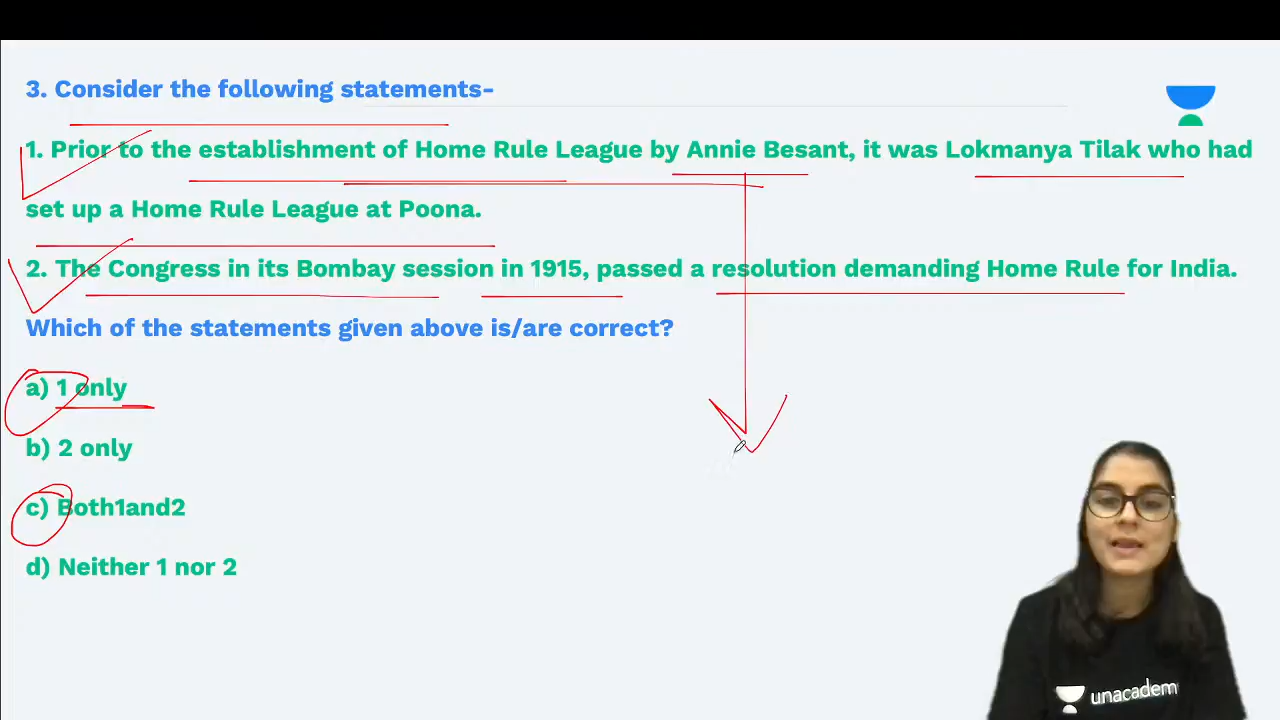 3. Consider the following statements-
1. Prior to the establishment of Home Rule League by Annie Besant, it was Lokmanya Tilak who had
set up a Home Rule League at Poona.
2. The Congress in its Bombay session in 1915, passed a resolution demanding Home Rule for India.
Which of the statements given above is/are correct?
a) 1 only
b) 2 only
c) Both1and2
d) Neither 1 nor 2
unacadem